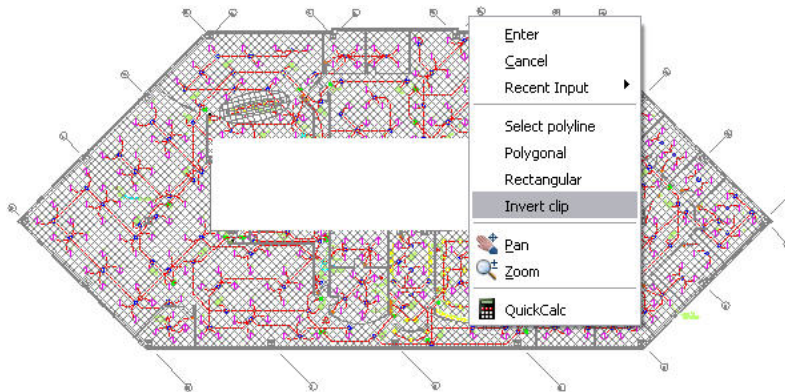 Enter
Cancel
Recent Input
Select polyline
Polygonal
Rectangular
Invert clip
Pan
Zoom
QuickCalc